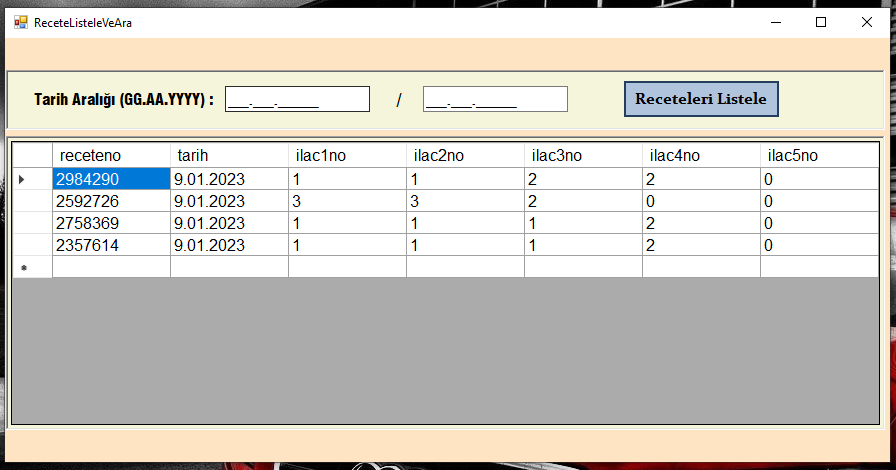 ReceteListeleVeAra
Tarih Aralığı (GG.AA.YYYY) : __.__.____ / __.__.____ Receteleri Listele
receteno tarih ilac1no ilac2no ilac3no ilac4no ilac5no
2984290 9.01.2023 1 1 2 2 0
2592726 9.01.2023 3 3 2 0 0
2758369 9.01.2023 1 1 1 2 0
2357614 9.01.2023 1 1 1 2 0